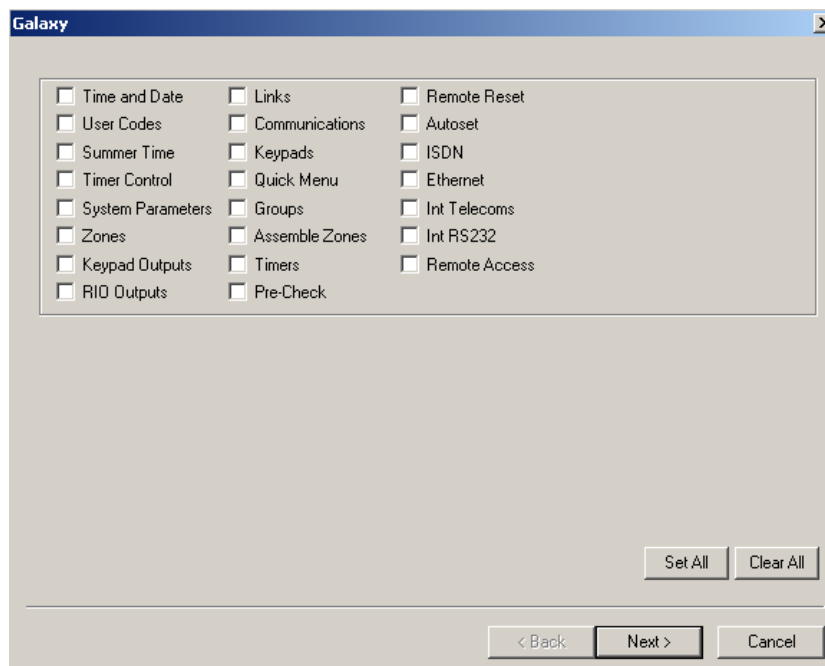 Galaxy
Time and Date
User Codes
Summer Time
Timer Control
System Parameters
Zones
Keypad Outputs
RIO Outputs
Links
Communications
Keypads
Quick Menu
Groups
Assemble Zones
Timers
Pre-Check
Remote Reset
Autoset
ISDN
Ethernet
Int Telecoms
Int RS232
Remote Access
Set All
Clear All
< Back
Next >
Cancel